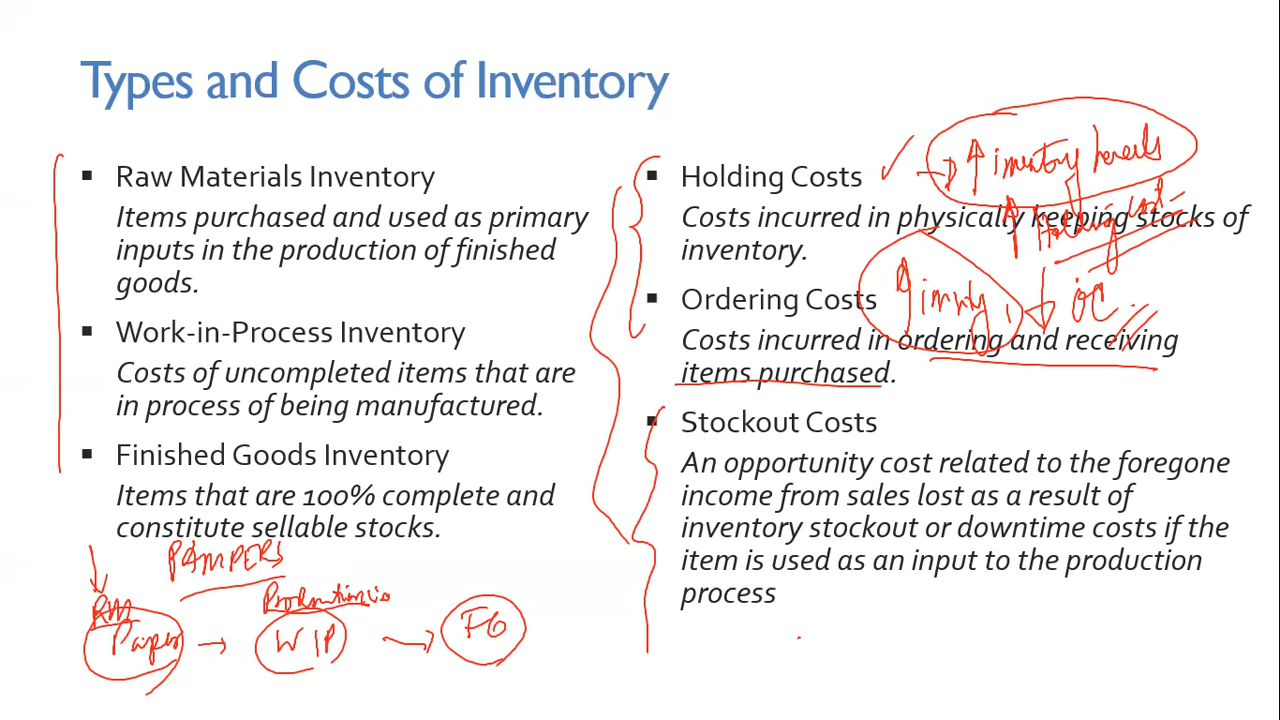 Types and Costs of Inventory
▪ Raw Materials Inventory
Items purchased and used as primary
inputs in the production of finished
goods.
▪ Work-in-Process Inventory
Costs of uncompleted items that are
in process of being manufactured.
▪ Finished Goods Inventory
Items that are 100% complete and
constitute sellable stocks.
PAMPERS
RM
Paper → WIP → FG
▪ Holding Costs ✓ → ↑ inventory levels
Costs incurred in physically keeping stocks of
inventory.
↑ Holding cost
▪ Ordering Costs
↓ OC
Costs incurred in ordering and receiving
items purchased.
▪ Stockout Costs
An opportunity cost related to the foregone
income from sales lost as a result of
inventory stockout or downtime costs if the
item is used as an input to the production
process